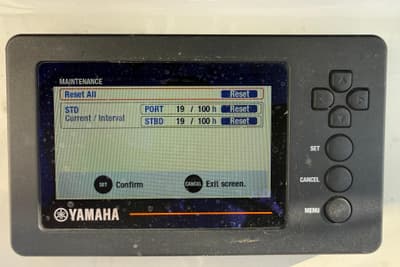 MAINTENANCE
Reset All Reset
STD PORT 19 / 100 h Reset
Current / Interval STBD 19 / 100 h Reset
SET Confirm CANCEL Exit screen.
YAMAHA
SET
CANCEL
MENU